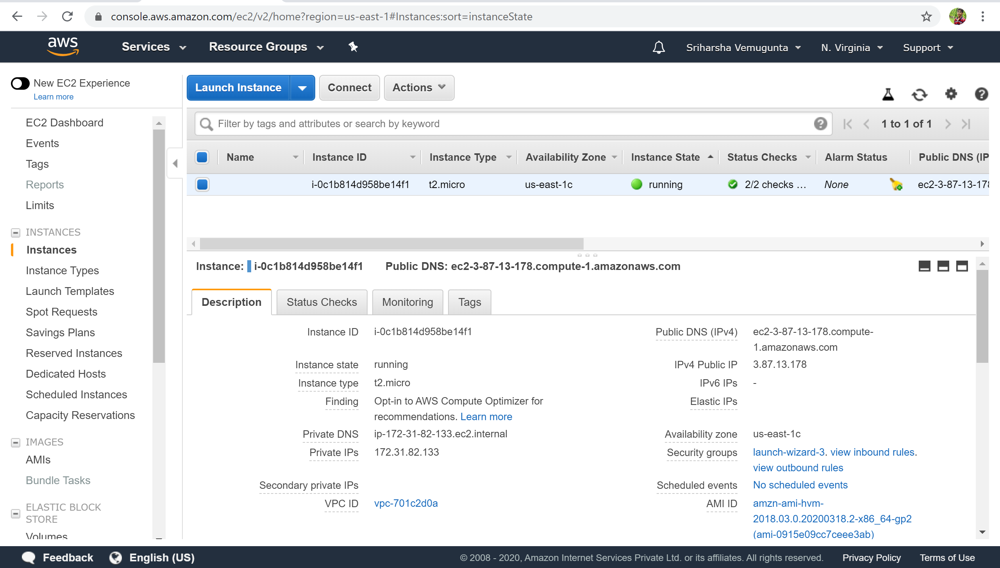 console.aws.amazon.com/ec2/v2/home?region=us-east-1#Instances:sort=instanceState
aws
Services
Resource Groups
Sriharsha Vemugunta
N. Virginia
Support
New EC2 Experience
Learn more
EC2 Dashboard
Events
Tags
Reports
Limits
INSTANCES
Instances
Instance Types
Launch Templates
Spot Requests
Savings Plans
Reserved Instances
Dedicated Hosts
Scheduled Instances
Capacity Reservations
IMAGES
AMIs
Bundle Tasks
ELASTIC BLOCK
STORE
Volumes
Launch Instance
Connect
Actions
Filter by tags and attributes or search by keyword
1 to 1 of 1
Name Instance ID Instance Type Availability Zone Instance State Status Checks Alarm Status Public DNS (IP
i-0c1b814d958be14f1 t2.micro us-east-1c running 2/2 checks … None ec2-3-87-13-178
Instance: i-0c1b814d958be14f1 Public DNS: ec2-3-87-13-178.compute-1.amazonaws.com
Description
Status Checks
Monitoring
Tags
Instance ID i-0c1b814d958be14f1
Instance state running
Instance type t2.micro
Finding Opt-in to AWS Compute Optimizer for
recommendations. Learn more
Private DNS ip-172-31-82-133.ec2.internal
Private IPs 172.31.82.133
Secondary private IPs
VPC ID vpc-701c2d0a
Public DNS (IPv4) ec2-3-87-13-178.compute-
1.amazonaws.com
IPv4 Public IP 3.87.13.178
IPv6 IPs -
Elastic IPs
Availability zone us-east-1c
Security groups launch-wizard-3. view inbound rules.
view outbound rules
Scheduled events No scheduled events
AMI ID amzn-ami-hvm-
2018.03.0.20200318.2-x86_64-gp2
(ami-0915e09cc7ceee3ab)
Feedback
English (US)
© 2008 - 2020, Amazon Internet Services Private Ltd. or its affiliates. All rights reserved.
Privacy Policy
Terms of Use